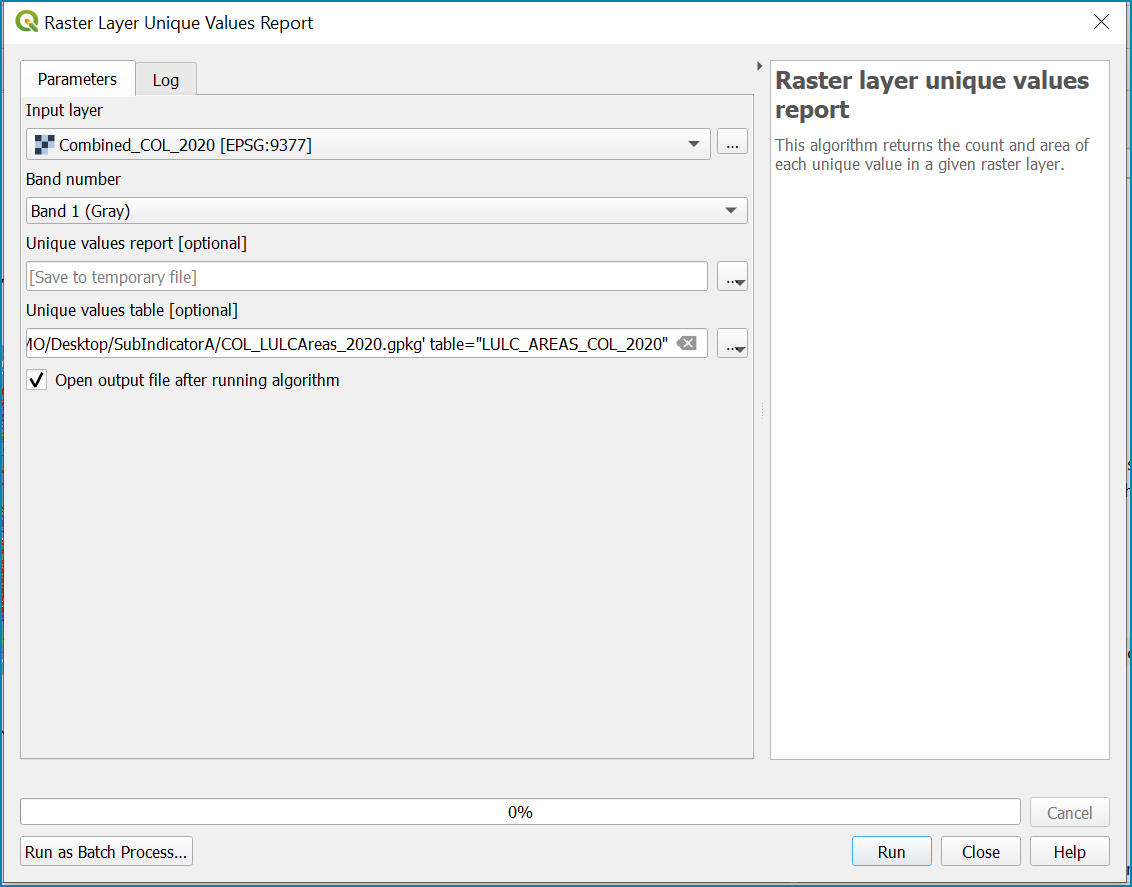 Raster Layer Unique Values Report
Parameters
Log
Input layer
Combined_COL_2020 [EPSG:9377]
...
Band number
Band 1 (Gray)
Unique values report [optional]
[Save to temporary file]
...
Unique values table [optional]
MO/Desktop/SubIndicatorA/COL_LULCAreas_2020.gpkg' table="LULC_AREAS_COL_2020"
...
Open output file after running algorithm
Raster layer unique values
report
This algorithm returns the count and area of
each unique value in a given raster layer.
0%
Cancel
Run as Batch Process...
Run
Close
Help